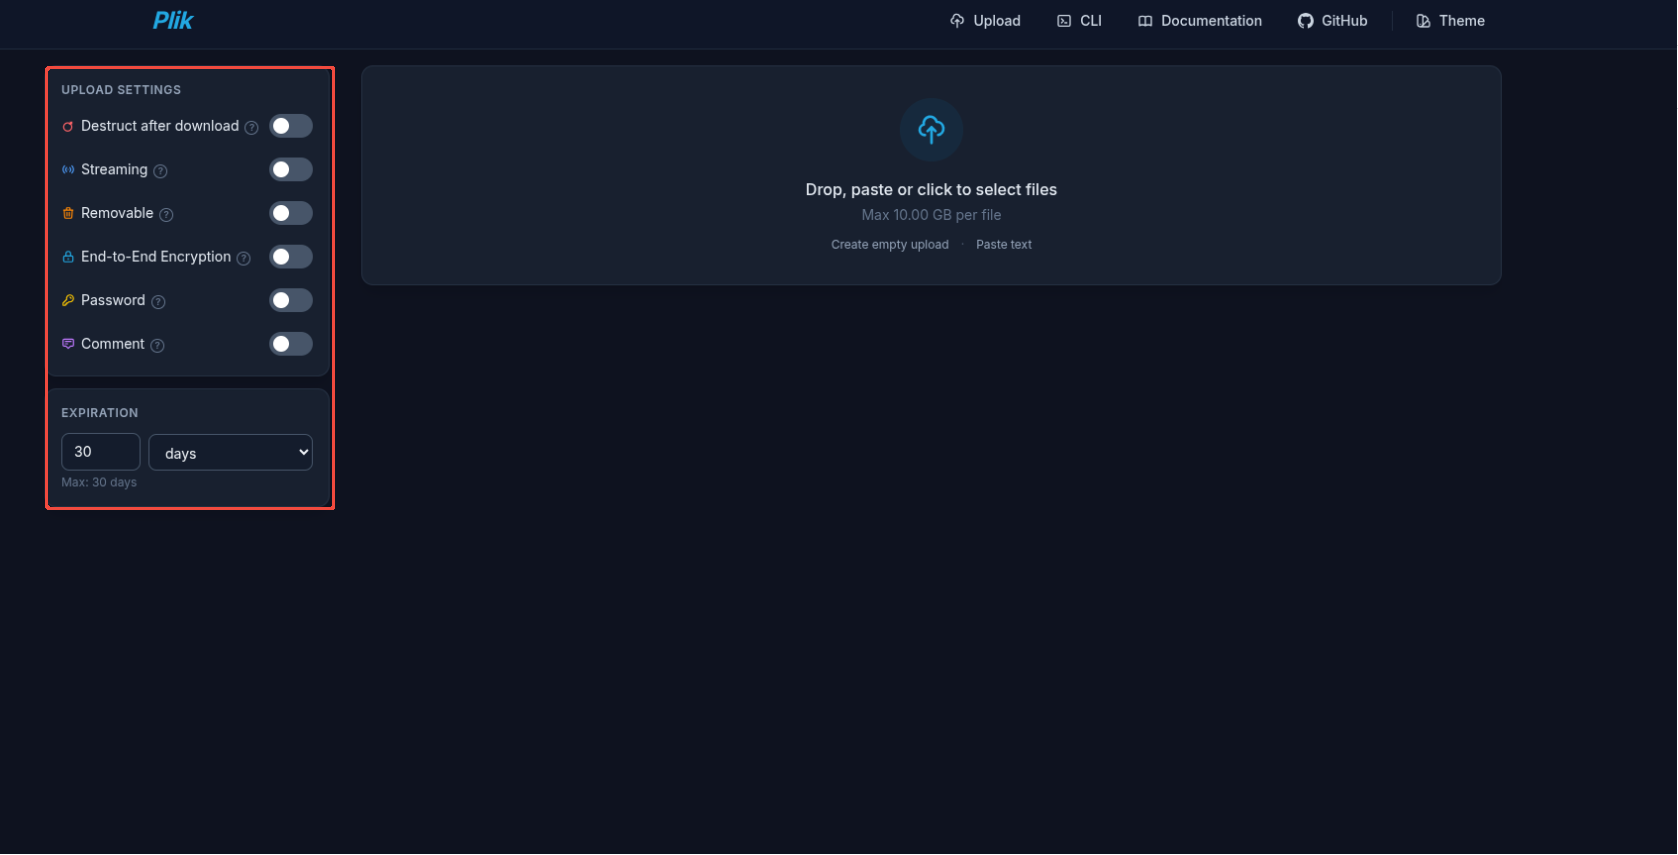 Plik
Upload
CLI
Documentation
GitHub
Theme
UPLOAD SETTINGS
Destruct after download ?
Streaming ?
Removable ?
End-to-End Encryption ?
Password ?
Comment ?
EXPIRATION
30 days
Max: 30 days
Drop, paste or click to select files
Max 10.00 GB per file
Create empty upload · Paste text